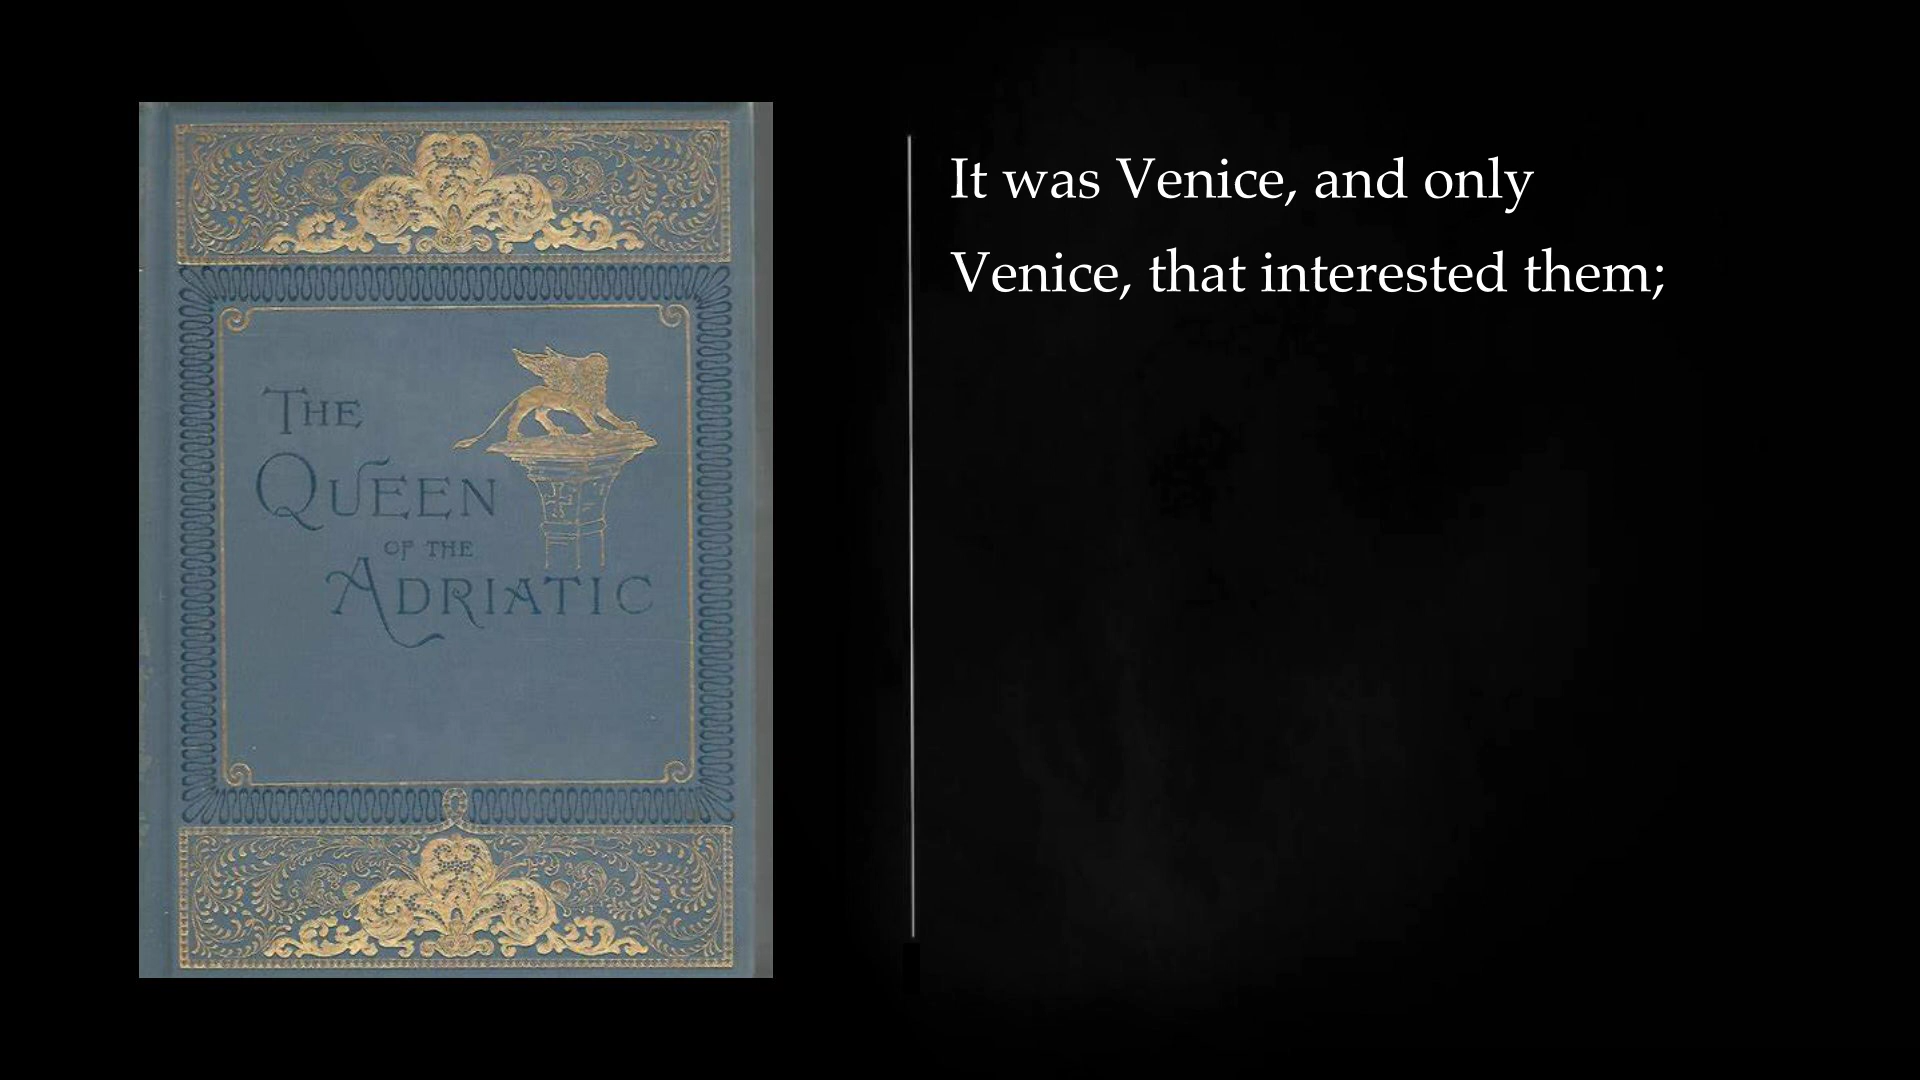 The
Queen
of the
Adriatic
It was Venice, and only
Venice, that interested them;